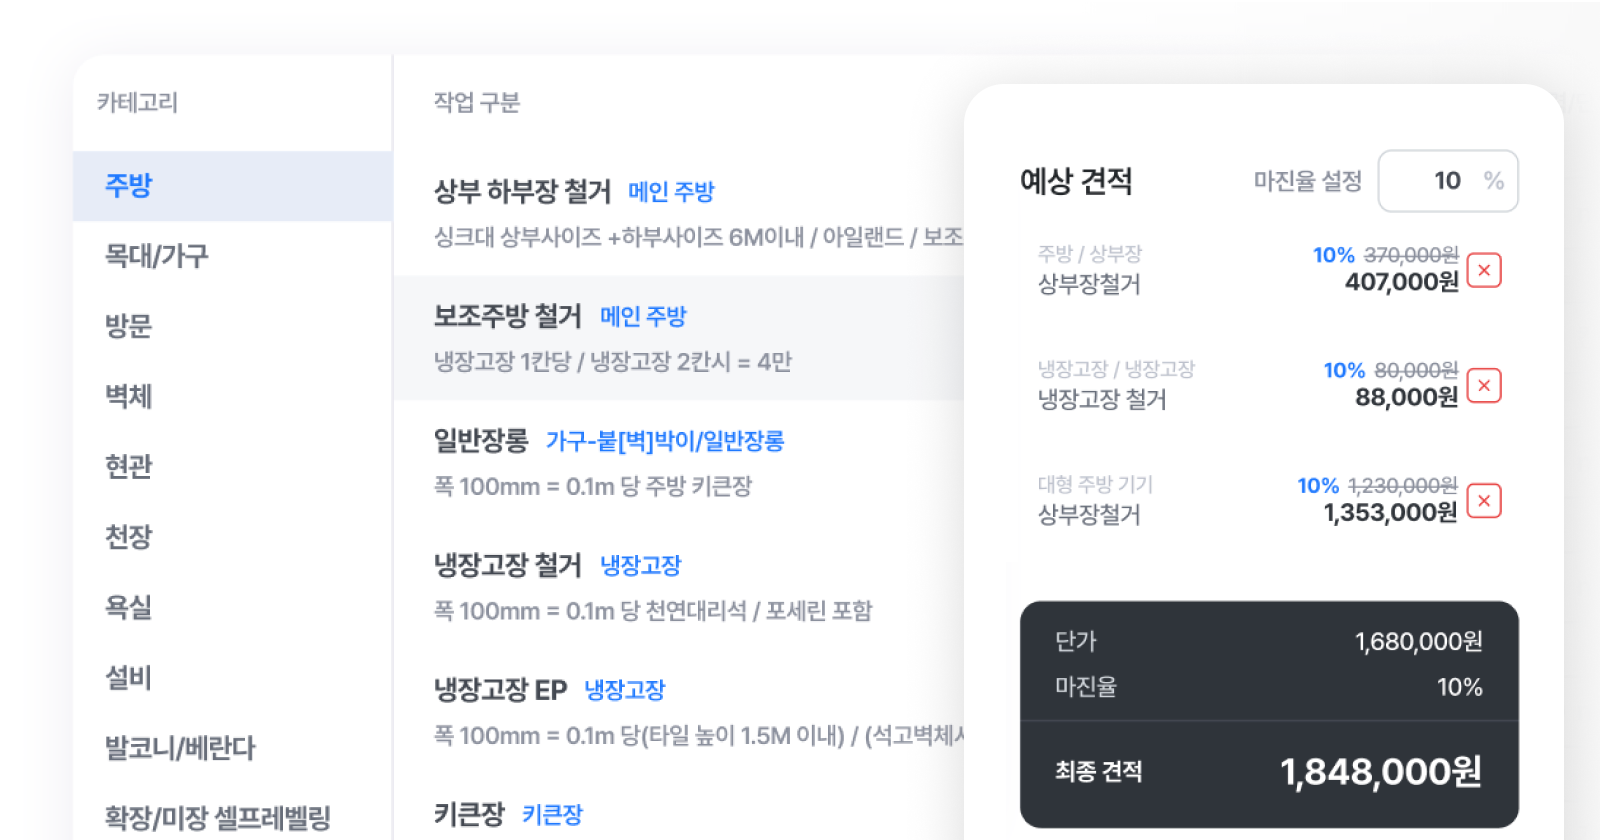 카테고리
주방
목대/가구
방문
벽체
현관
천장
욕실
설비
발코니/베란다
확장/미장 셀프레벨링
작업 구분
상부 하부장 철거 메인 주방
싱크대 상부사이즈 +하부사이즈 6M이내 / 아일랜드 / 보조
보조주방 철거 메인 주방
냉장고장 1칸당 / 냉장고장 2칸시 = 4만
일반장롱 가구-붙[벽]박이/일반장롱
폭 100mm = 0.1m 당 주방 키큰장
냉장고장 철거 냉장고장
폭 100mm = 0.1m 당 천연대리석 / 포세린 포함
냉장고장 EP 냉장고장
폭 100mm = 0.1m 당(타일 높이 1.5M 이내) / (석고벽체
키큰장 키큰장
예상 견적 마진율 설정 10 %
주방 / 상부장 10% 370,000원
상부장철거 407,000원
냉장고장 / 냉장고장 10% 80,000원
냉장고장 철거 88,000원
대형 주방 기기 10% 1,230,000원
상부장철거 1,353,000원
단가 1,680,000원
마진율 10%
최종 견적 1,848,000원